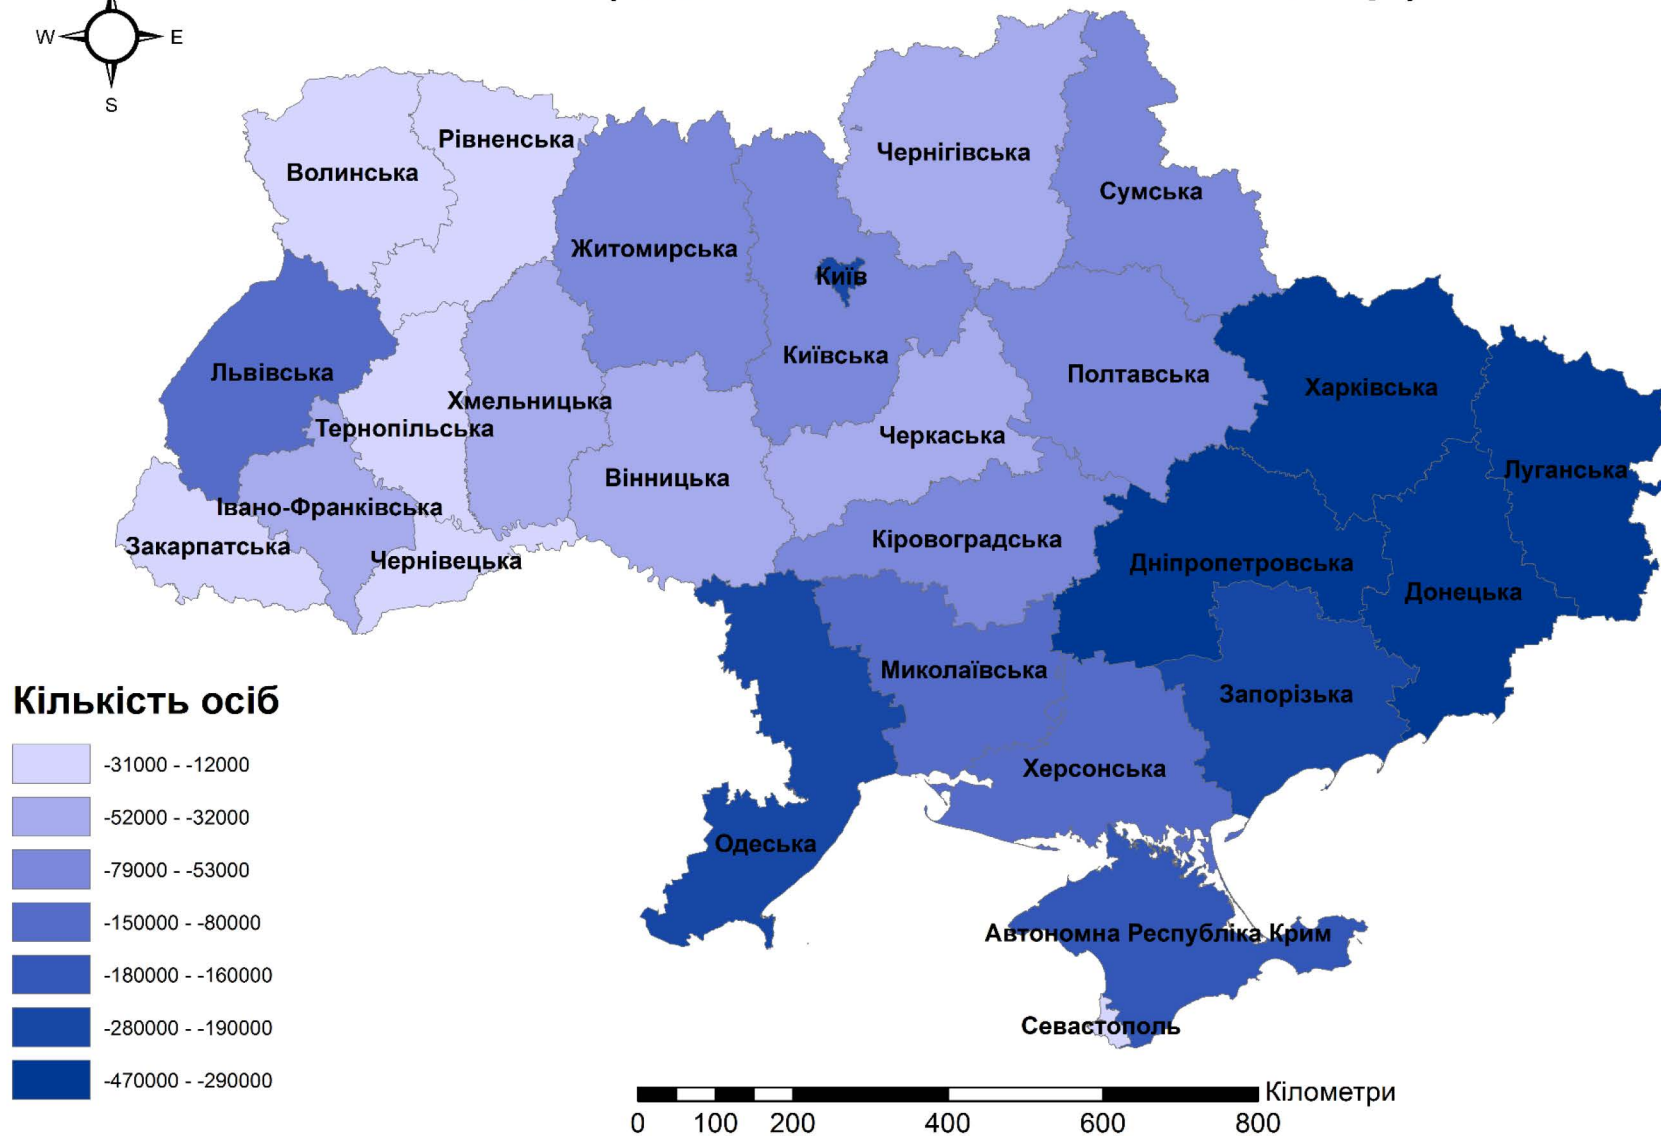 W
E
S
Рівненська
Волинська
Чернігівська
Сумська
Житомирська
Київ
Київська
Львівська
Полтавська
Харківська
Хмельницька
Тернопільська
Черкаська
Луганська
Вінницька
Івано-Франківська
Закарпатська
Чернівецька
Кіровоградська
Дніпропетровська
Донецька
Миколаївська
Запорізька
Херсонська
Одеська
Автономна Республіка Крим
Севастополь
Кількість осіб
-31000 - -12000
-52000 - -32000
-79000 - -53000
-150000 - -80000
-180000 - -160000
-280000 - -190000
-470000 - -290000
Кілометри
0 100 200 400 600 800